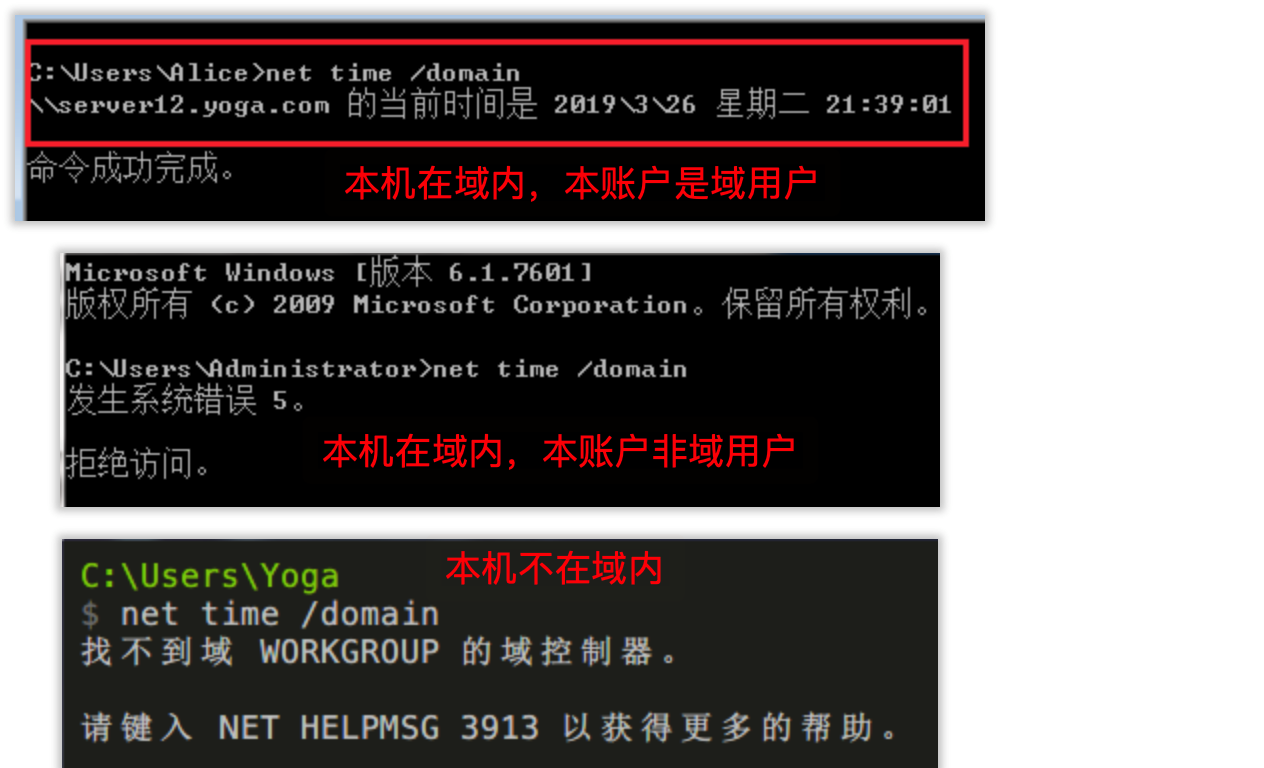 C:\Users\Alice>net time /domain
\\server12.yoga.com 的当前时间是 2019\3\26 星期二 21:39:01
命令成功完成。
本机在域内，本账户是域用户
Microsoft Windows [版本 6.1.7601]
版权所有 (c) 2009 Microsoft Corporation。保留所有权利。
C:\Users\Administrator>net time /domain
发生系统错误 5。
本机在域内，本账户非域用户
拒绝访问。
本机不在域内
C:\Users\Yoga
$ net time /domain
找不到域 WORKGROUP 的域控制器。
请键入 NET HELPMSG 3913 以获得更多的帮助。